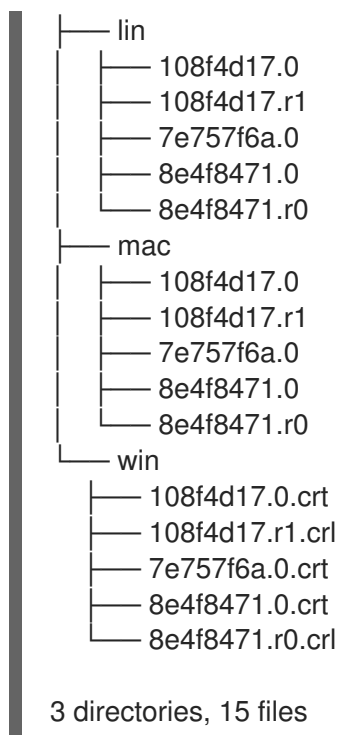 ├── lin
│   ├── 108f4d17.0
│   ├── 108f4d17.r1
│   ├── 7e757f6a.0
│   ├── 8e4f8471.0
│   └── 8e4f8471.r0
├── mac
│   ├── 108f4d17.0
│   ├── 108f4d17.r1
│   ├── 7e757f6a.0
│   ├── 8e4f8471.0
│   └── 8e4f8471.r0
└── win
    ├── 108f4d17.0.crt
    ├── 108f4d17.r1.crl
    ├── 7e757f6a.0.crt
    ├── 8e4f8471.0.crt
    └── 8e4f8471.r0.crl
3 directories, 15 files